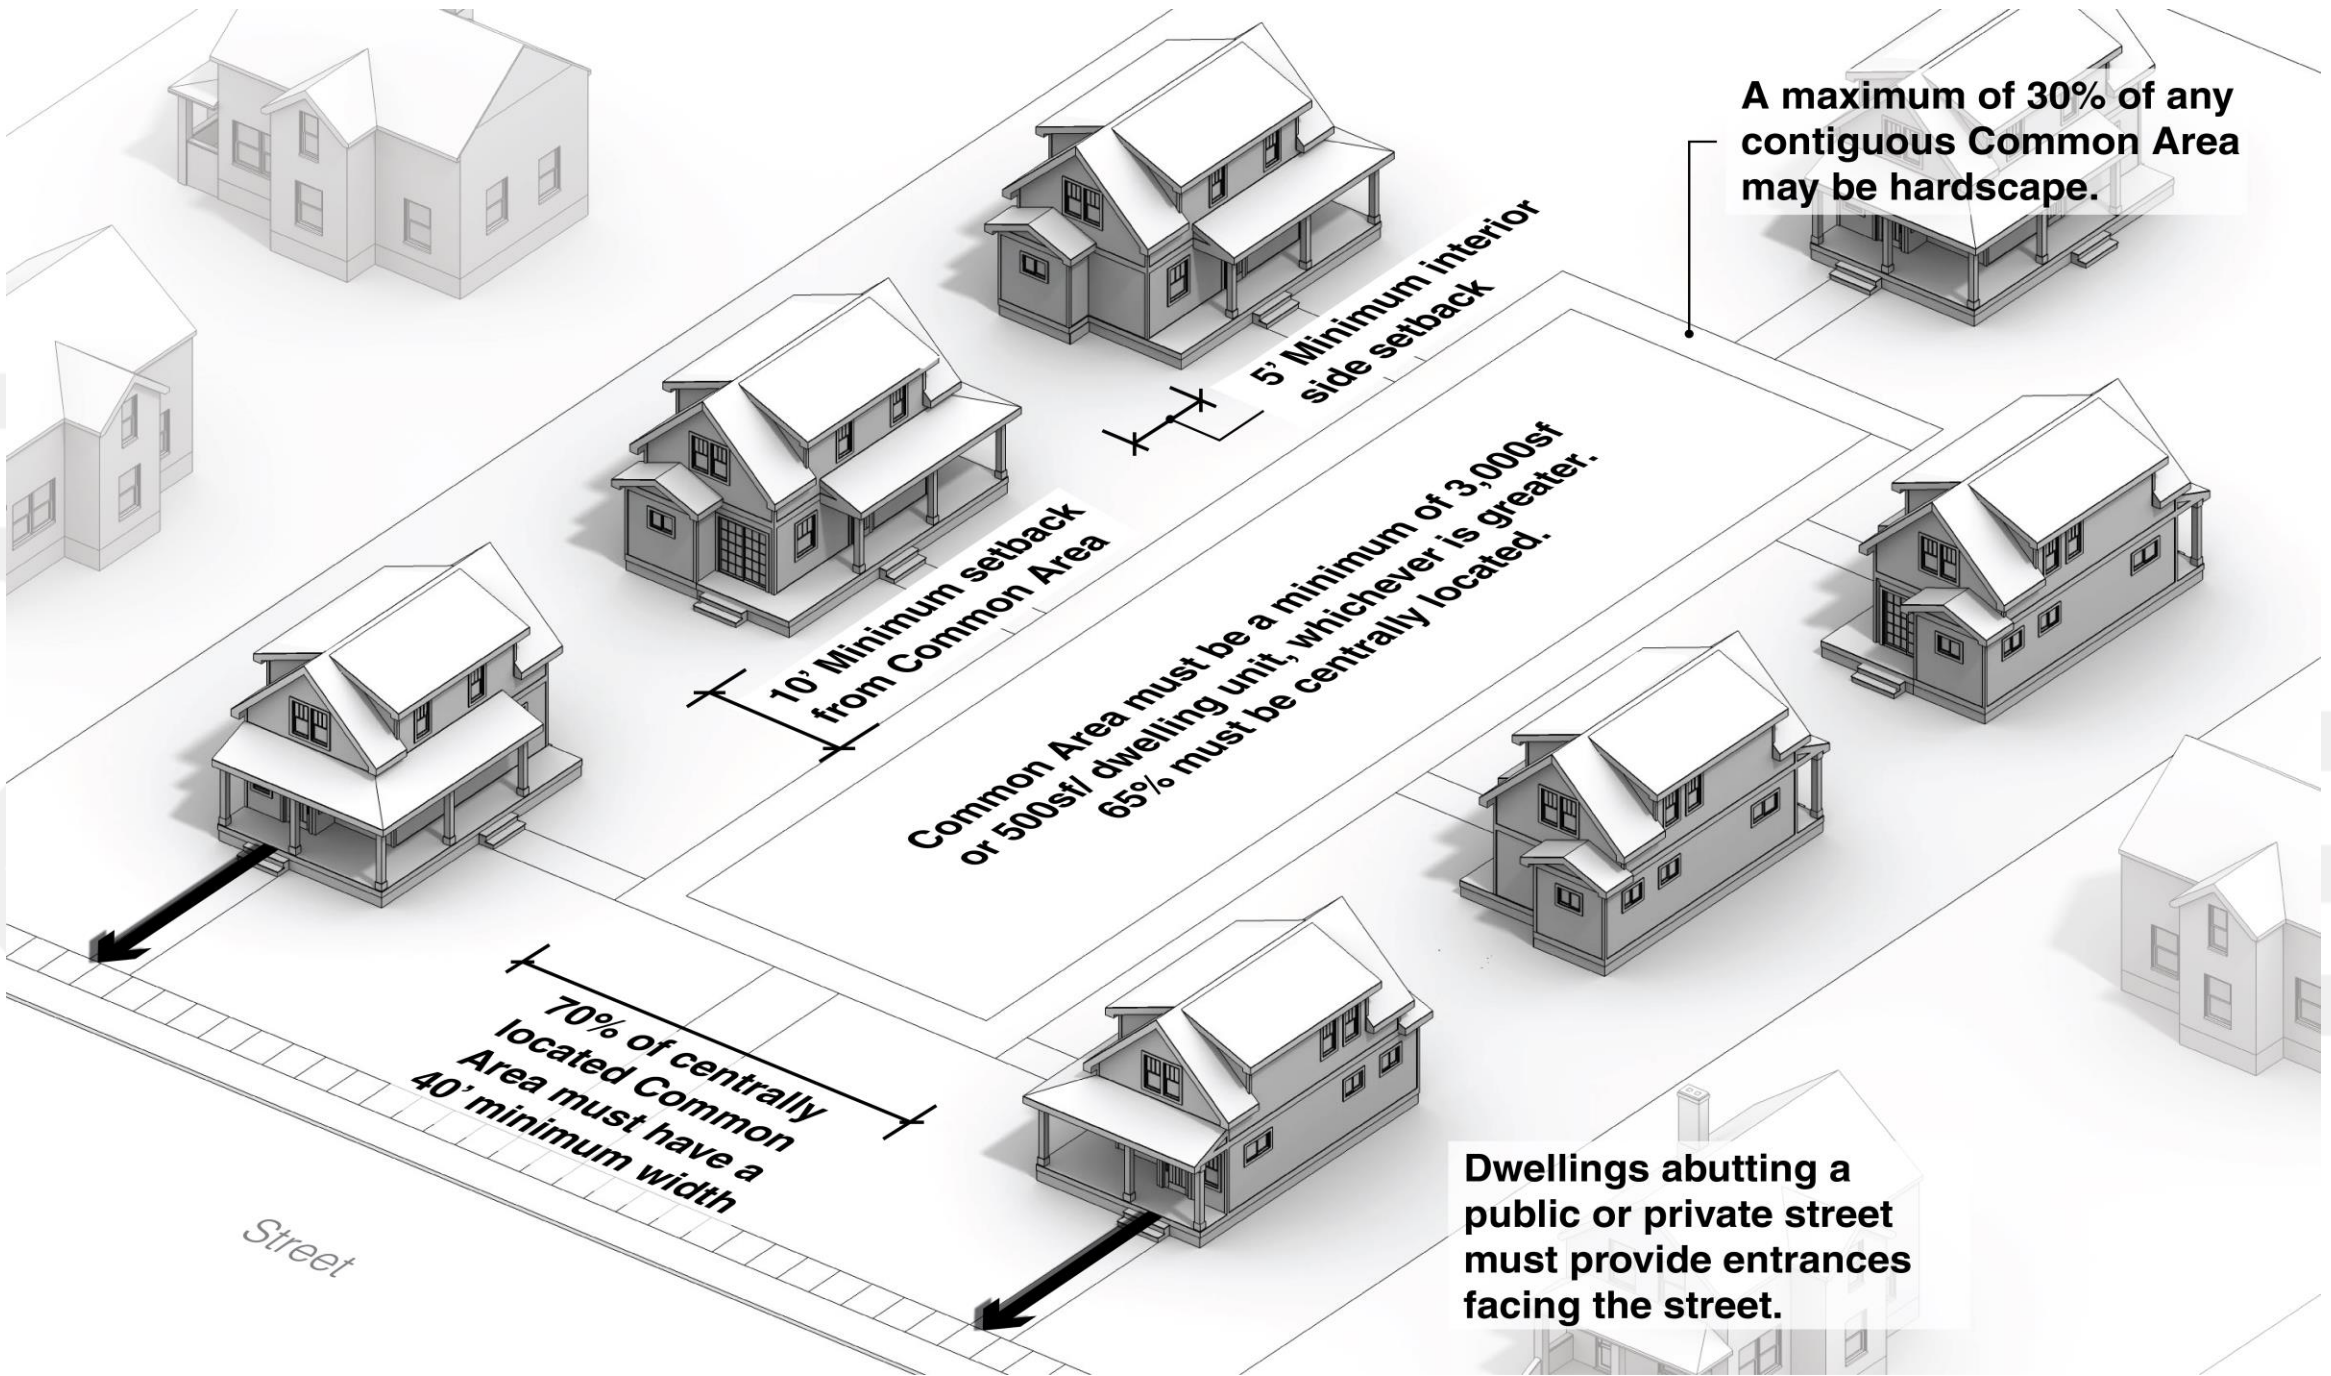 A maximum of 30% of any
contiguous Common Area
may be hardscape.
5' Minimum interior
side setback
10' Minimum setback
from Common Area
Common Area must be a minimum of 3,000sf
or 500sf/ dwelling unit, whichever is greater.
65% must be centrally located.
70% of centrally
located Common
Area must have a
40' minimum width
Street
Dwellings abutting a
public or private street
must provide entrances
facing the street.